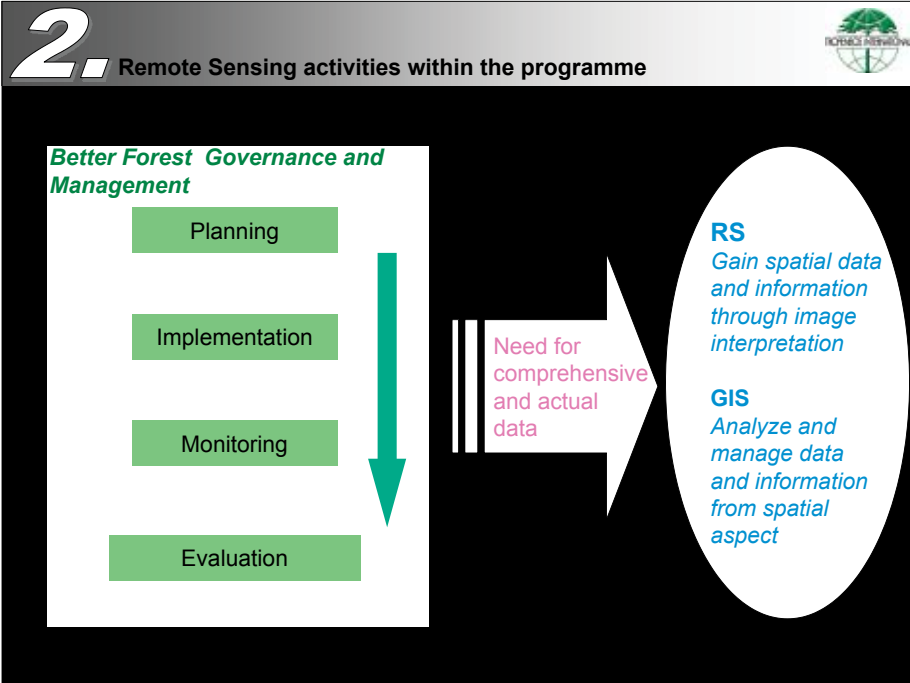 2.
Remote Sensing activities within the programme
TROPENBOS INTERNATIONAL
Better Forest Governance and
Management
Planning
Implementation
Monitoring
Evaluation
Need for
comprehensive
and actual
data
RS
Gain spatial data
and information
through image
interpretation
GIS
Analyze and
manage data
and information
from spatial
aspect